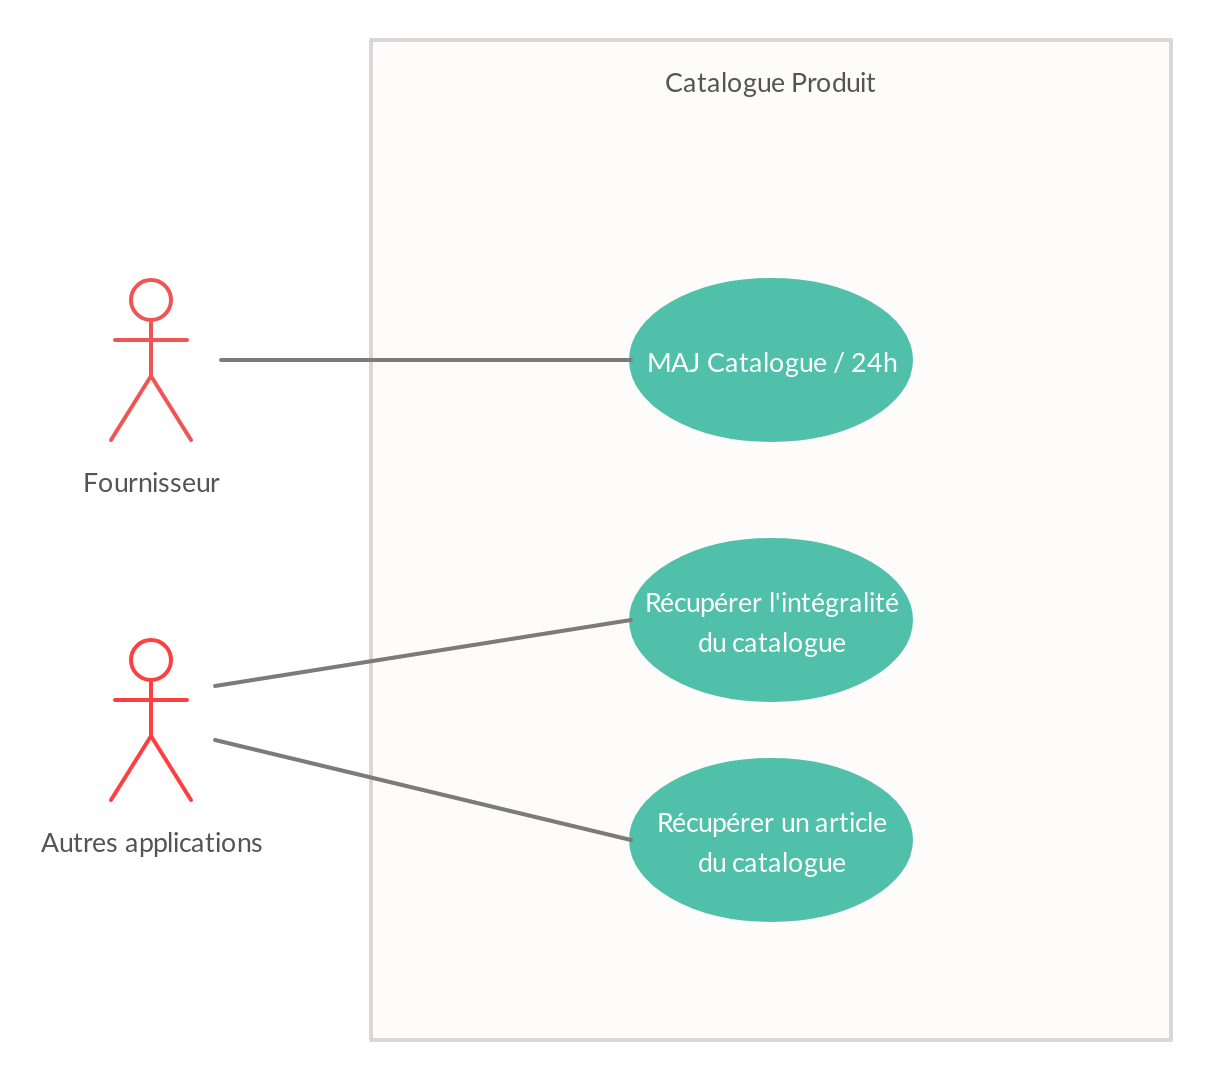 Catalogue Produit
MAJ Catalogue / 24h
Fournisseur
Récupérer l'intégralité
du catalogue
Autres applications
Récupérer un article
du catalogue